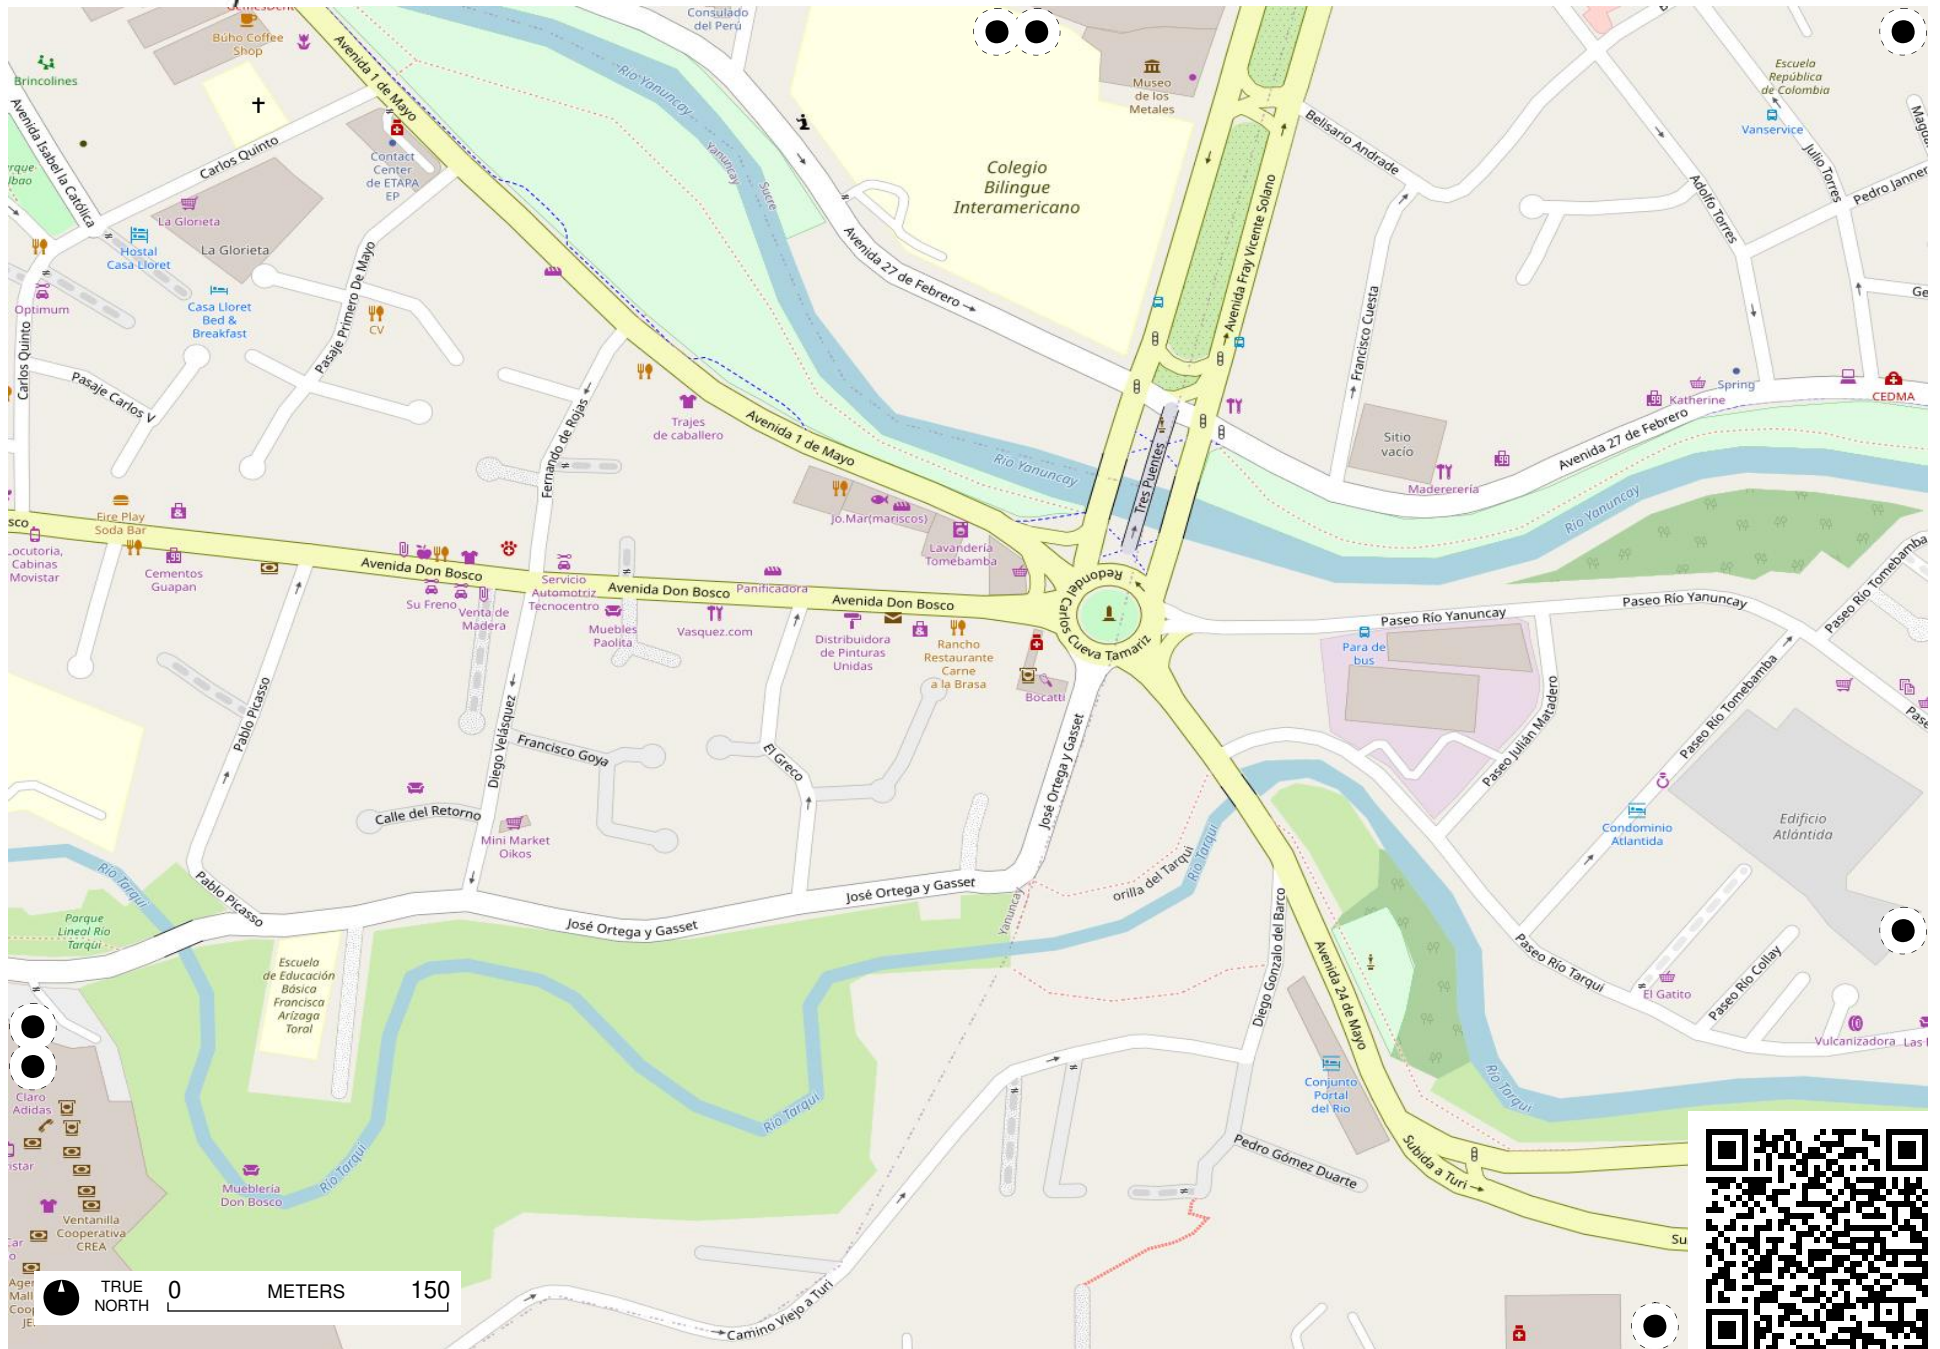 Búho Coffee
Shop
Brincolines
Avenida 1 de Mayo
Consulado
del Perú
Río Yanuncay
Yanuncay
Sucre
Museo
de los
Metales
Colegio
Bilingue
Interamericano
Avenida Fray Vicente Solano
Belisario Andrade
Escuela
República
de Colombia
Vanservice
Julio Torres
Pedro Janner
Adolfo Torres
Avenida Isabel la Católica
Carlos Quinto
Contact
Center
de ETAPA
EP
La Glorieta
La Glorieta
Hostal
Casa Lloret
Casa Lloret
Bed &
Breakfast
Optimum
Carlos Quinto
Pasaje Carlos V
Pasaje Primero De Mayo
CV
Avenida 27 de Febrero
Francisco Cuesta
Ge
Spring
Katherine
CEDMA
Avenida 27 de Febrero
Sitio
vacío
Maderereria
Río Yanuncay
Trajes
de caballero
Avenida 1 de Mayo
Fernando de Rojas
Río Yanuncay
Tres Puentes
Jo.Mar(mariscos)
Lavandería
Tomebamba
Fire Play
Soda Bar
sco
Locutoria,
Cabinas
Movistar
Cementos
Guapan
Avenida Don Bosco
Su Freno
Venta de
Madera
Servicio
Automotriz
Tecnocentro
Avenida Don Bosco
Muebles
Paolita
Panificadora
Vasquez.com
Avenida Don Bosco
Distribuidora
de Pinturas
Unidas
Rancho
Restaurante
Carne
a la Brasa
Bocatti
Redondel Carlos Cueva Tamariz
Paseo Río Yanuncay
Paseo Río Yanuncay
Paseo Río Tomebamba
Para de
bus
Paseo Julián Matadero
Paseo Río Tomebamba
Pase
Condominio
Atlantida
Edificio
Atlántida
Pablo Picasso
Diego Velásquez
Francisco Goya
El Greco
José Ortega y Gasset
Calle del Retorno
Mini Market
Oikos
Río Tarqui
orilla del Tarqui
Río Tarqui
Pablo Picasso
José Ortega y Gasset
José Ortega y Gasset
Yanuncay
Parque
Lineal Río
Tarqui
Escuela
de Educación
Básica
Francisca
Arízaga
Toral
Diego Gonzalo del Barco
Avenida 24 de Mayo
Paseo Río Tarqui
El Gatito
Paseo Río Collay
Vulcanizadora
Las
Conjunto
Portal
del Río
Río Tarqui
Claro
Adidas
istar
Río Tarqui
Río Tarqui
Mueblería
Don Bosco
Pedro Gómez Duarte
Subida a Turi
Su
Ventanilla
Cooperativa
CREA
Camino Viejo a Turi
TRUE
NORTH
0 METERS 150